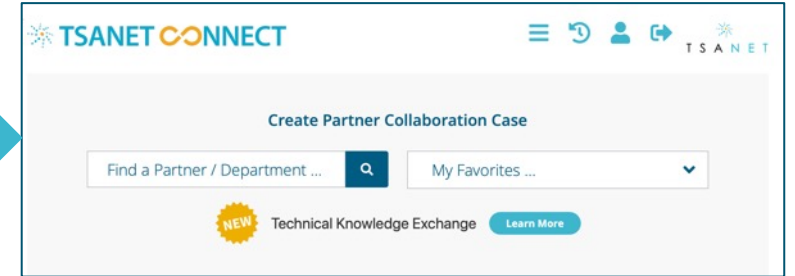 TSANET CONNECT
TSANET
Create Partner Collaboration Case
Find a Partner / Department ...
My Favorites ...
NEW Technical Knowledge Exchange Learn More